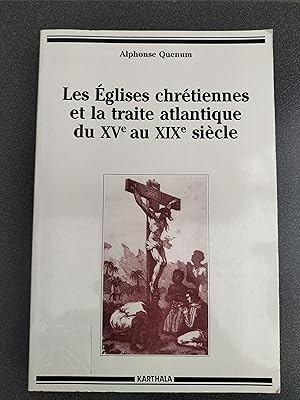 Alphonse Quenum
Les Églises chrétiennes
et la traite atlantique
du XVe au XIXe siècle
KARTHALA